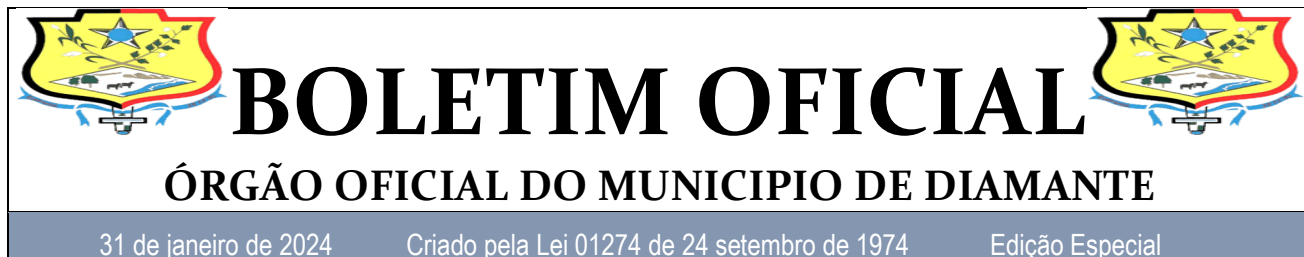 BOLETIM OFICIAL
ÓRGÃO OFICIAL DO MUNICIPIO DE DIAMANTE
31 de janeiro de 2024 Criado pela Lei 01274 de 24 setembro de 1974 Edição Especial